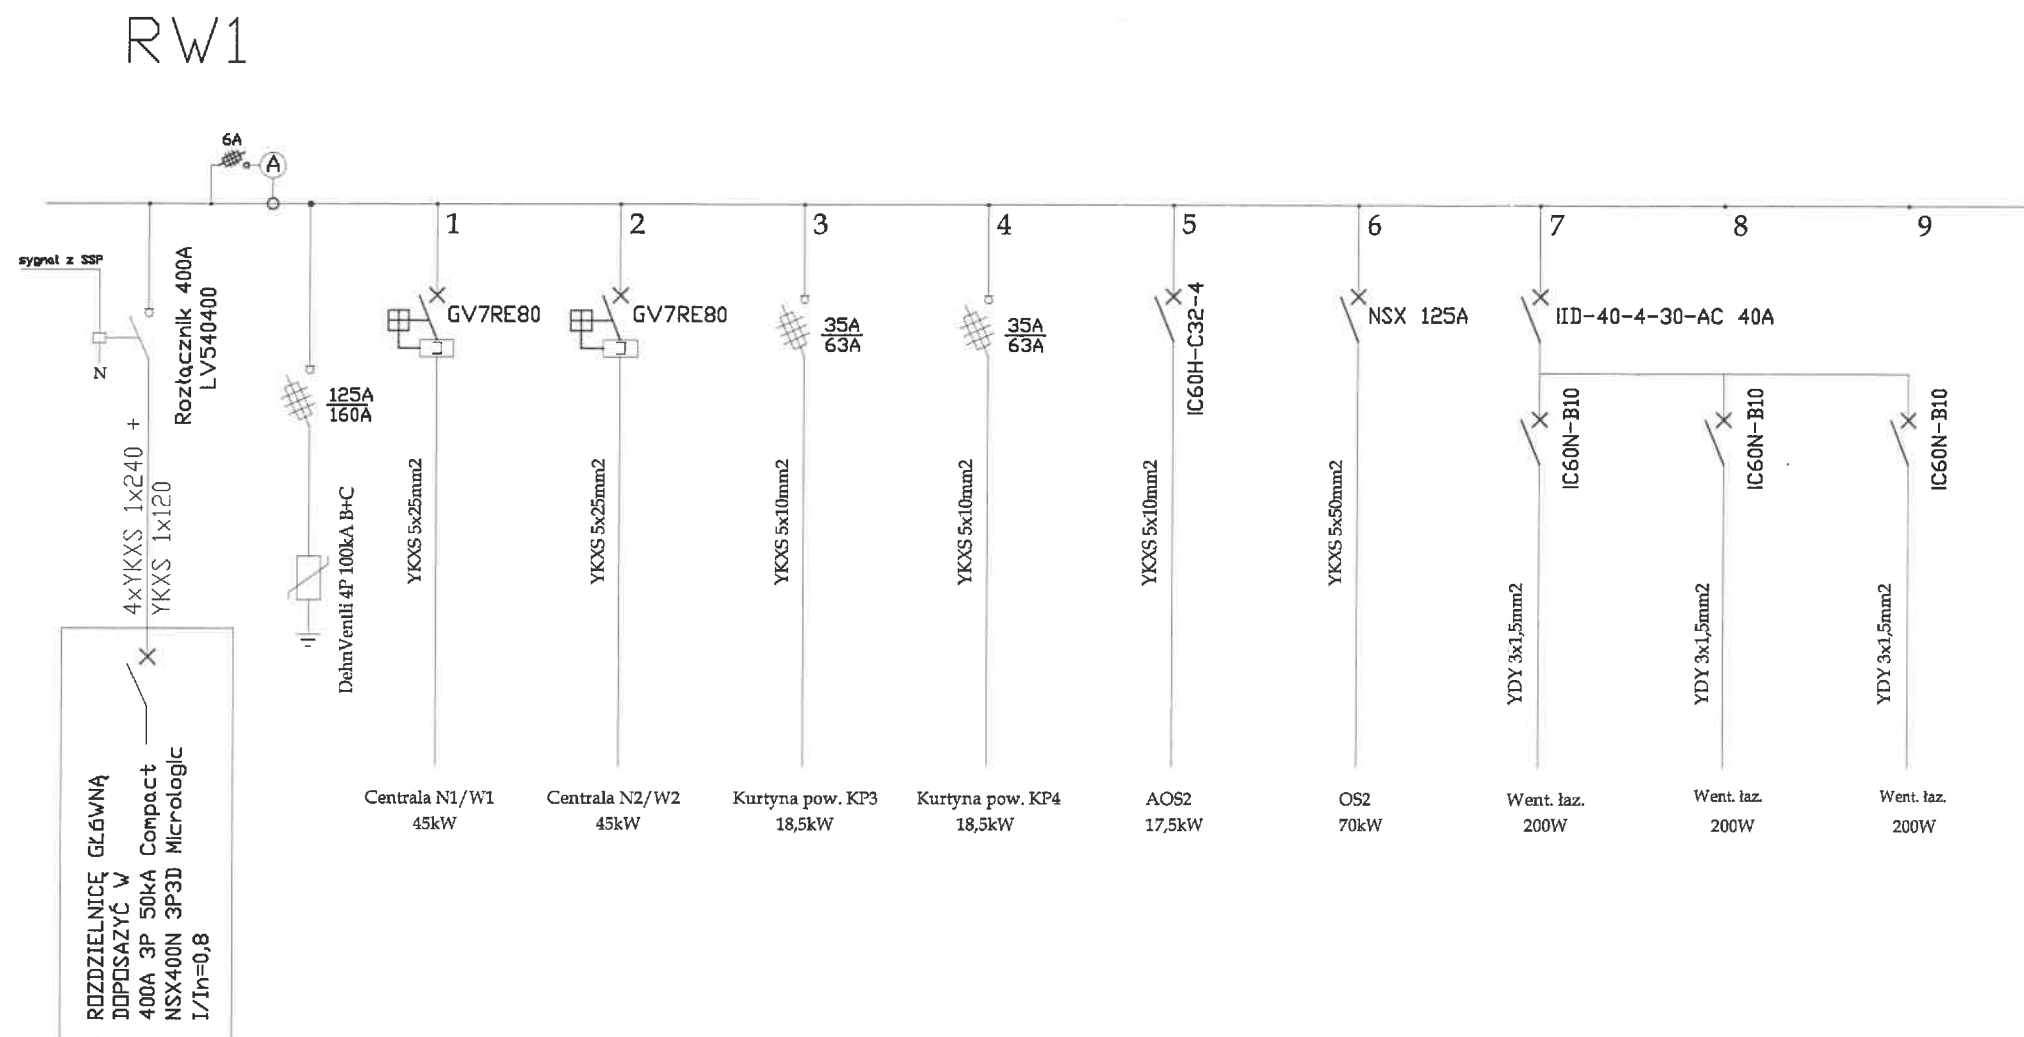 RW1
6A
A
sygnał z SSP
N
Rozłącznik 400A
LV540400
4xYKXS 1x240 +
YKXS 1x120
ROZDZIELNICĘ GŁÓWNĄ
DOPOSAZYĆ W
400A 3P 50kA Compact
NSX400N 3P3D Micrologic
I/In=0,8
125A
160A
DehnVentli 4P 100kA B+C
1
GV7RE80
YKXS 5x25mm2
Centrala N1/W1
45kW
2
GV7RE80
YKXS 5x25mm2
Centrala N2/W2
45kW
3
35A
63A
YKXS 5x10mm2
Kurtyna pow. KP3
18,5kW
4
35A
63A
YKXS 5x10mm2
Kurtyna pow. KP4
18,5kW
5
IC60H-C32-4
YKXS 5x10mm2
AOS2
17,5kW
6
NSX 125A
YKXS 5x50mm2
OS2
70kW
7
IID-40-4-30-AC 40A
IC60N-B10
YDY 3x1,5mm2
Went. łaz.
200W
8
IC60N-B10
YDY 3x1,5mm2
Went. łaz.
200W
9
IC60N-B10
YDY 3x1,5mm2
Went. łaz.
200W